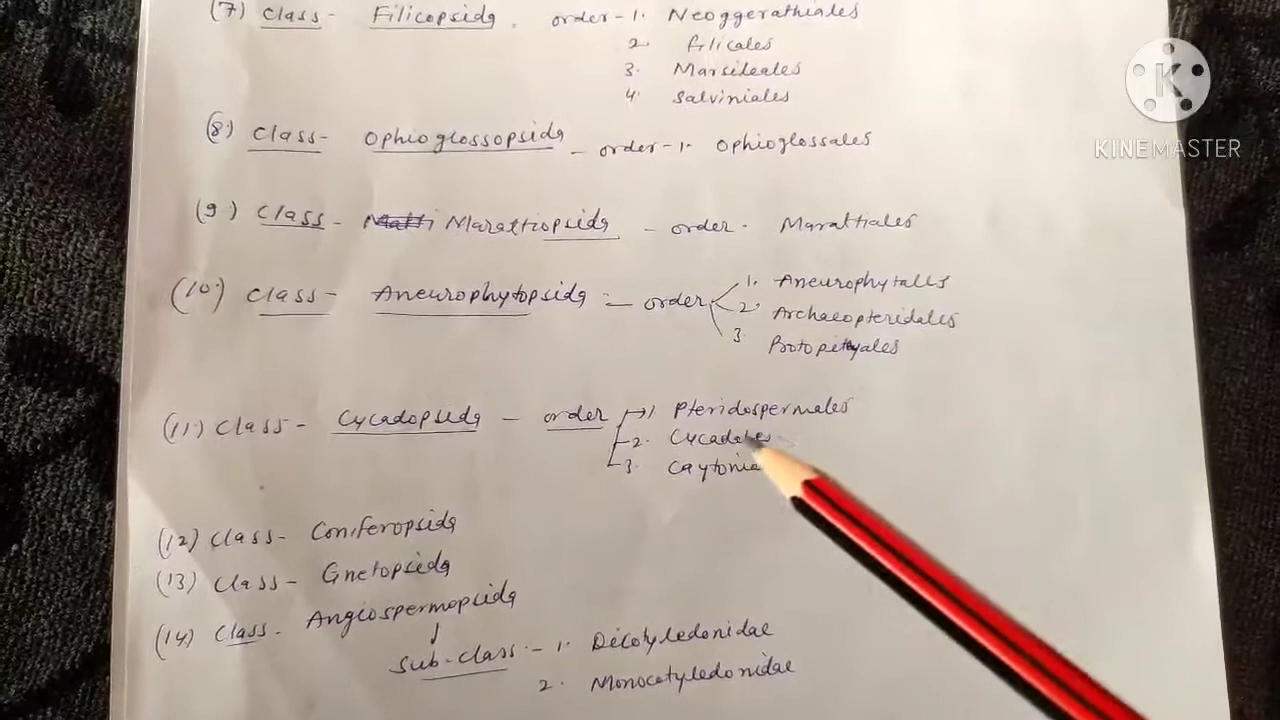 (7) Class - Filicopsida. order - 1. Neoggerathiales
2. Filicales
3. Marsileales
4. Salviniales
(8.) Class - Ophioglossopsida - order - 1. Ophioglossales
(9) Class - Marattiopsida - order. Marattiales
(10.) Class - Aneurophytopsida - order 1. Aneurophytales
2. Archaeopteridales
3. Protopityales
(11.) Class - Cycadopsida - order 1 Pteridospermales
2. Cycadales
3. Caytonia
(12) Class - Coniferopsida
(13) Class - Gnetopsida
(14) Class - Angiospermopsida
Sub-class - 1. Dicotyledonidae
2. Monocotyledonidae
K
KINEMASTER